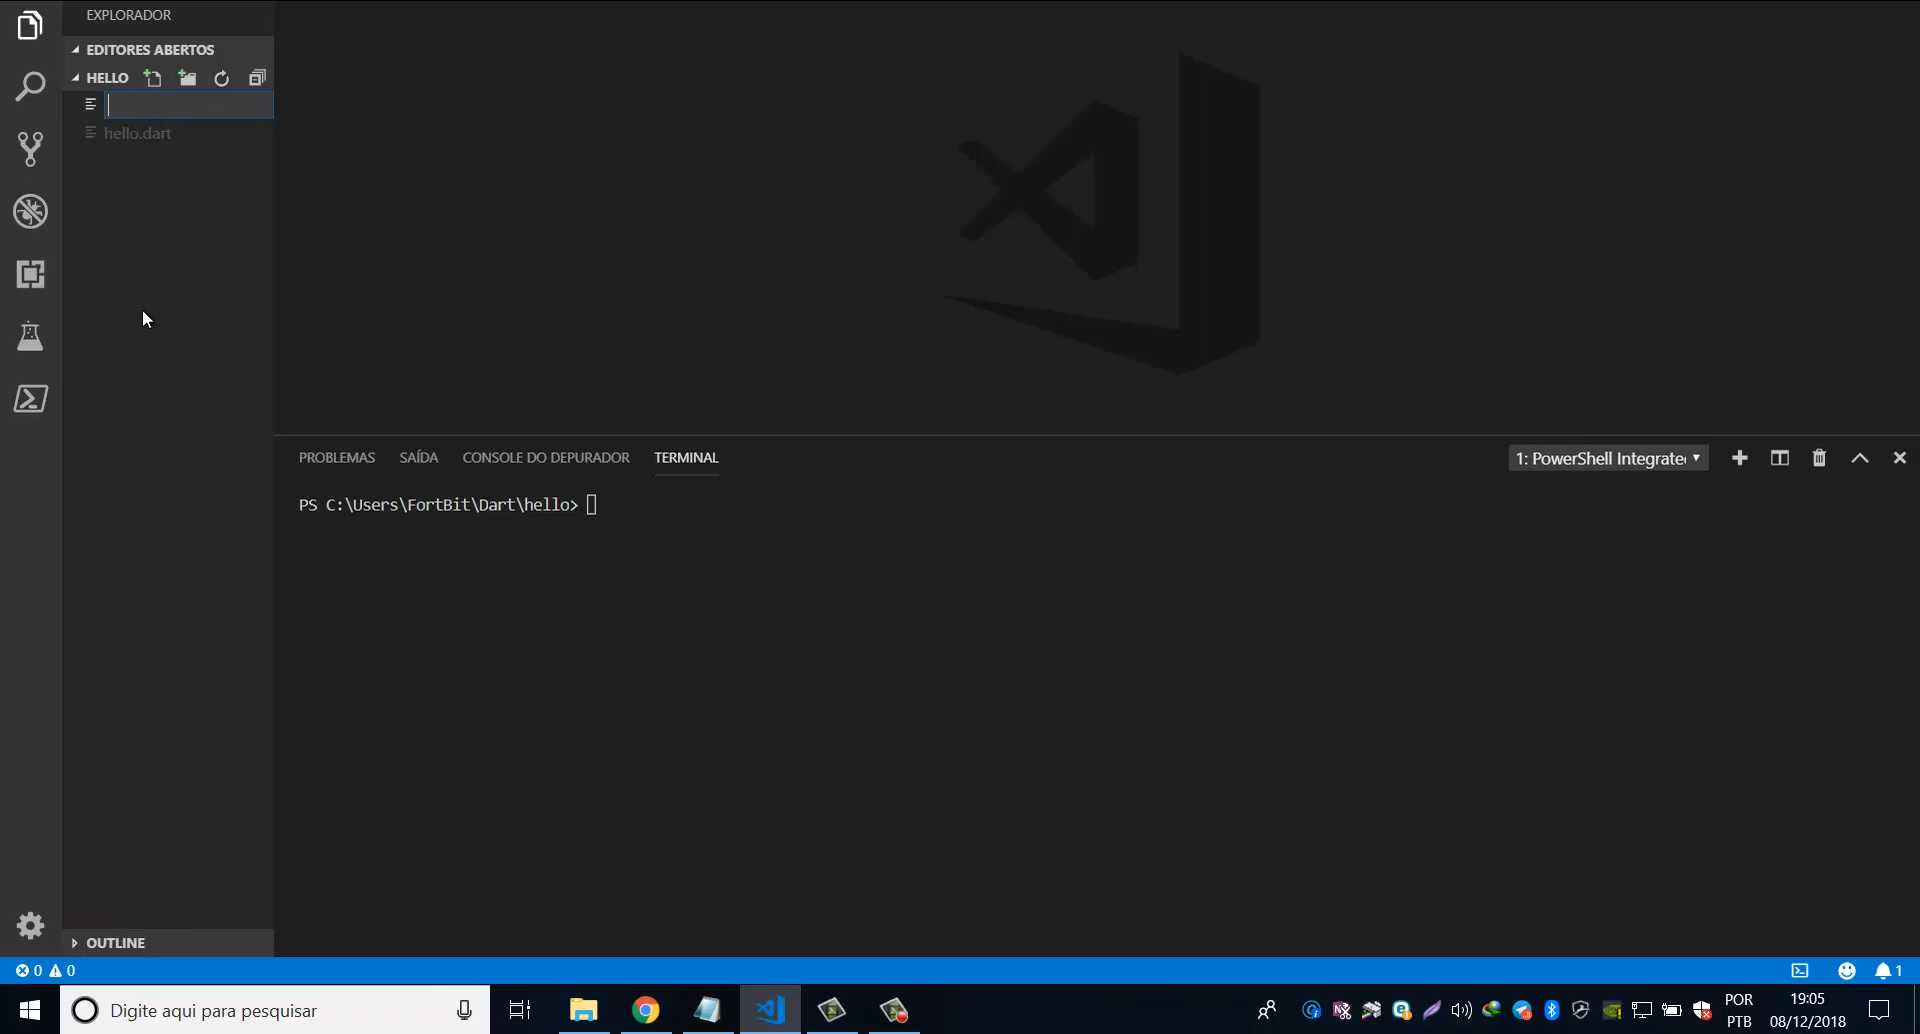 EXPLORADOR
EDITORES ABERTOS
HELLO
hello.dart
PROBLEMAS SAÍDA CONSOLE DO DEPURADOR TERMINAL
1: PowerShell Integrate
PS C:\Users\FortBit\Dart\hello>
OUTLINE
0 0
1
Digite aqui para pesquisar
POR
PTB
19:05
08/12/2018